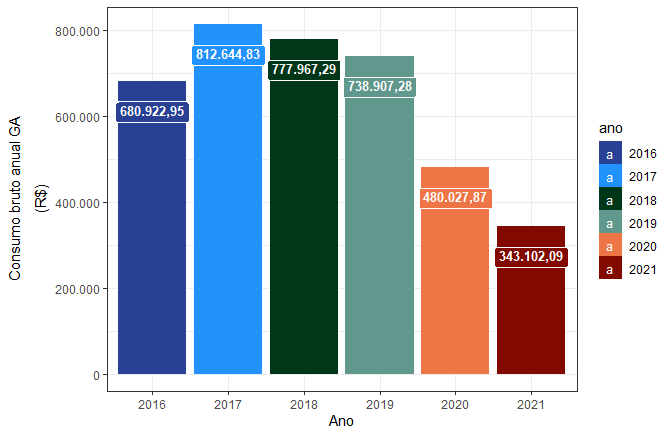 Consumo bruto anual GA
(R$)
800.000
600.000
400.000
200.000
0
680.922,95
812.644,83
777.967,29
738.907,28
480.027,87
343.102,09
2016
2017
2018
2019
2020
2021
Ano
ano
a 2016
a 2017
a 2018
a 2019
a 2020
a 2021